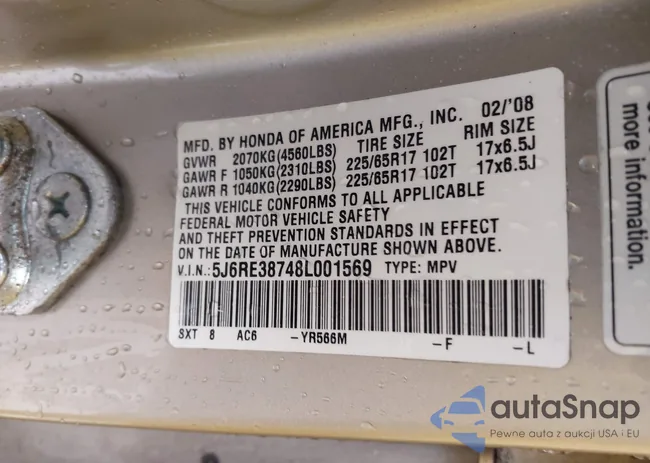 MFD. BY HONDA OF AMERICA MFG., INC. 02/'08
GVWR 2070KG(4560LBS) TIRE SIZE RIM SIZE
GAWR F 1050KG(2310LBS) 225/65R17 102T 17x6.5J
GAWR R 1040KG(2290LBS) 225/65R17 102T 17x6.5J
THIS VEHICLE CONFORMS TO ALL APPLICABLE
FEDERAL MOTOR VEHICLE SAFETY
AND THEFT PREVENTION STANDARDS IN EFFECT
ON THE DATE OF MANUFACTURE SHOWN ABOVE.
V.I.N.: 5J6RE38748L001569 TYPE: MPV
SXT 8 AC6 -YR566M -F -L
more information.
autaSnap
Pewne auta z aukcji USA i EU